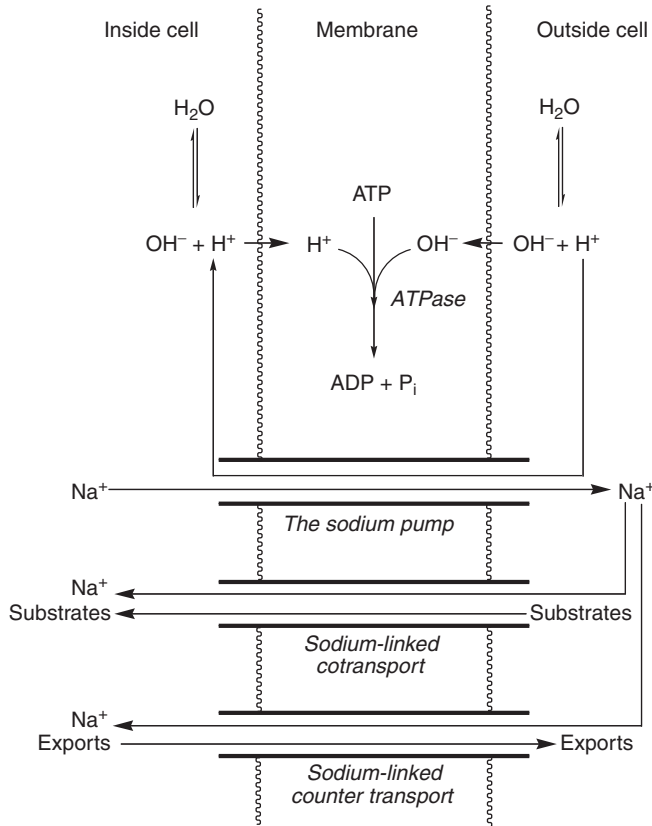 Inside cell Membrane Outside cell
H₂O H₂O
ATP
OH⁻ + H⁺ H⁺ OH⁻ OH⁻ + H⁺
ATPase
ADP + Pᵢ
Na⁺ Na⁺
The sodium pump
Na⁺
Substrates Substrates
Sodium-linked
cotransport
Na⁺
Exports Exports
Sodium-linked
counter transport